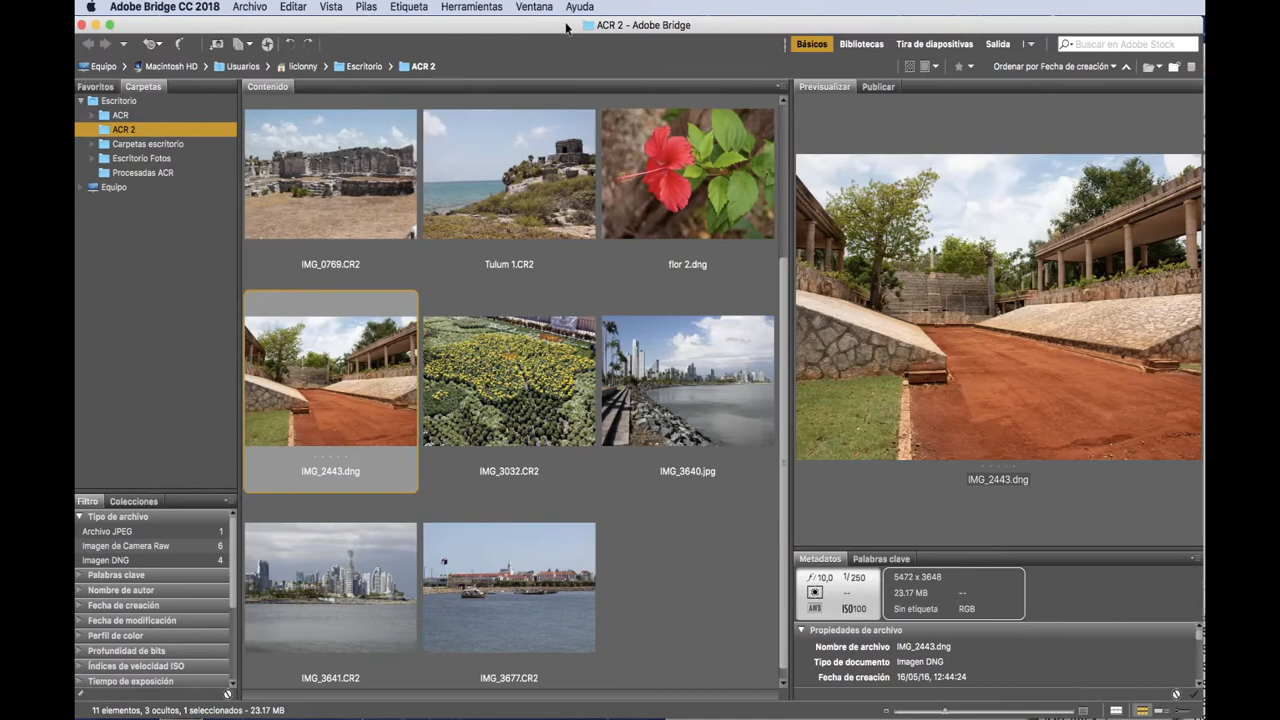 Adobe Bridge CC 2018 Archivo Editar Vista Pilas Etiqueta Herramientas Ventana Ayuda
ACR 2 - Adobe Bridge
Básicos Bibliotecas Tira de diapositivas Salida Buscar en Adobe Stock
Equipo Macintosh HD Usuarios liclonny Escritorio ACR 2 Ordenar por Fecha de creación
Favoritos Carpetas
Escritorio
ACR
ACR 2
Carpetas escritorio
Escritorio Fotos
Procesadas ACR
Equipo
Contenido
IMG_0769.CR2 Tulum 1.CR2 flor 2.dng
IMG_2443.dng IMG_3032.CR2 IMG_3640.jpg
IMG_3641.CR2 IMG_3677.CR2
Previsualizar Publicar
IMG_2443.dng
Filtro Colecciones
Tipo de archivo
Archivo JPEG 1
Imagen de Camera Raw 6
Imagen DNG 4
Palabras clave
Nombre de autor
Fecha de creación
Fecha de modificación
Perfil de color
Profundidad de bits
Índices de velocidad ISO
Tiempo de exposición
Metadatos Palabras clave
ƒ/ 10,0 1/250 5472 x 3648
-- 23.17 MB --
AWB ISO100 Sin etiqueta RGB
Propiedades de archivo
Nombre de archivo IMG_2443.dng
Tipo de documento Imagen DNG
Fecha de creación 16/05/16, 12:44:24
11 elementos, 3 ocultos, 1 seleccionados - 23.17 MB